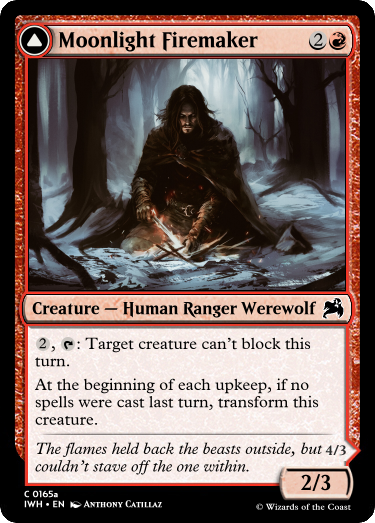 Moonlight Firemaker 2
Creature — Human Ranger Werewolf
2, : Target creature can't block this
turn.
At the beginning of each upkeep, if no
spells were cast last turn, transform this
creature.
The flames held back the beasts outside, but 4/3
couldn't stave off the one within.
2/3
C 0165a
IWH • EN Anthony Catillaz
© Wizards of the Coast